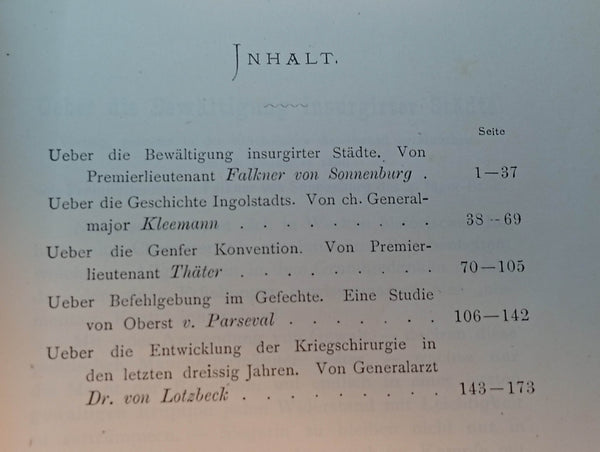 INHALT.
Seite
Ueber die Bewältigung insurgirter Städte. Von
Premierlieutenant Falkner von Sonnenburg . 1—37
Ueber die Geschichte Ingolstadts. Von ch. General-
major Kleemann . . . . . . . . 38—69
Ueber die Genfer Konvention. Von Premier-
lieutenant Thäter . . . . . . . . 70—105
Ueber Befehlgebung im Gefechte. Eine Studie
von Oberst v. Parseval . . . . . . 106—142
Ueber die Entwicklung der Kriegschirurgie in
den letzten dreissig Jahren. Von Generalarzt
Dr. von Lotzbeck . . . . . . . . . 143—173